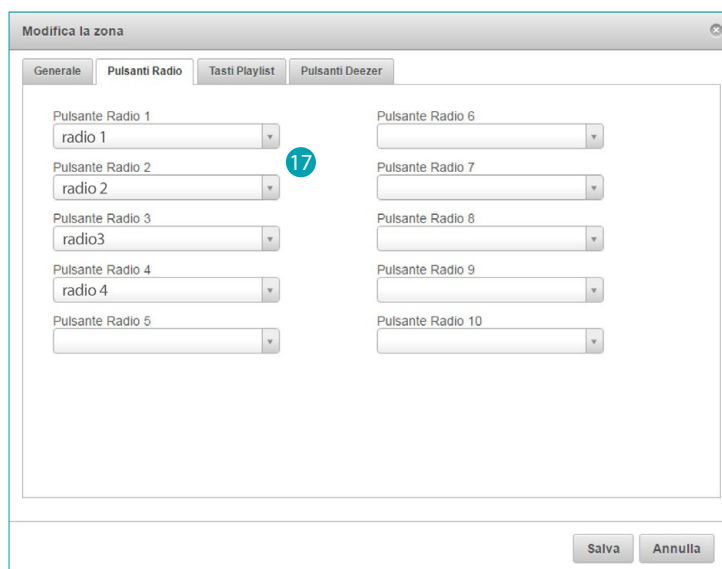 Modifica la zona
Generale Pulsanti Radio Tasti Playlist Pulsanti Deezer
Pulsante Radio 1
radio 1
Pulsante Radio 2
radio 2
Pulsante Radio 3
radio3
Pulsante Radio 4
radio 4
Pulsante Radio 5
17
Pulsante Radio 6
Pulsante Radio 7
Pulsante Radio 8
Pulsante Radio 9
Pulsante Radio 10
Salva Annulla